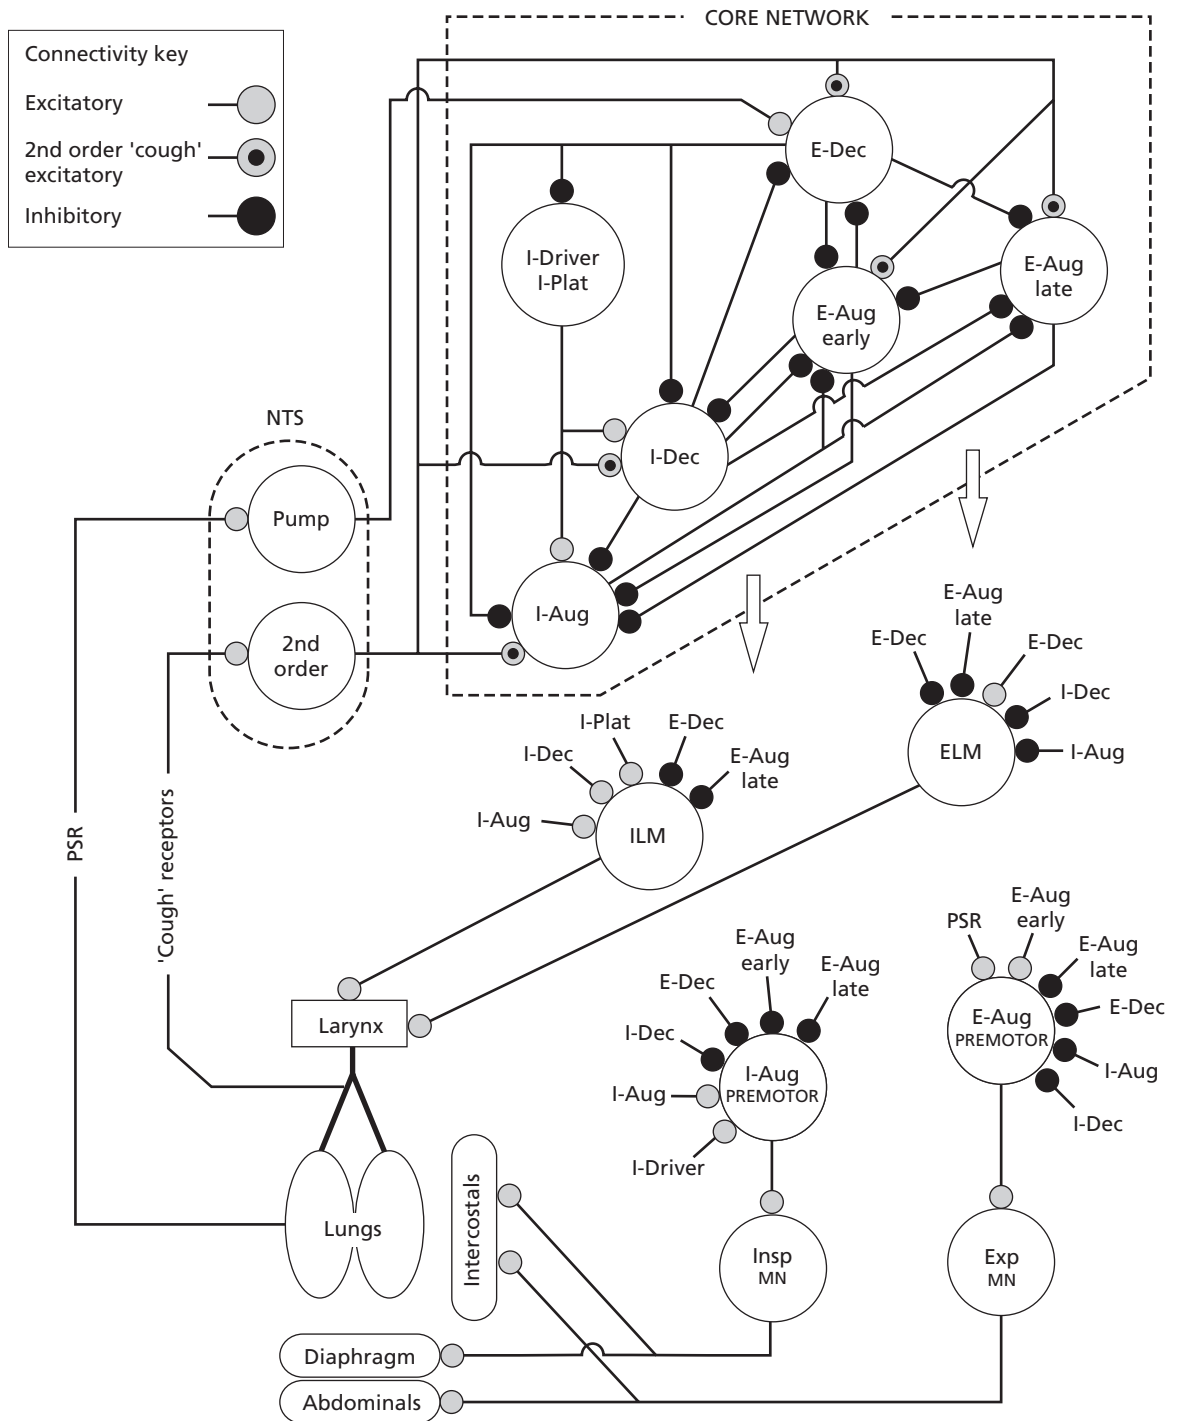 CORE NETWORK
Connectivity key
Excitatory
2nd order 'cough'
excitatory
Inhibitory
E-Dec
I-Driver
I-Plat
E-Aug
late
E-Aug
early
I-Dec
NTS
Pump
I-Aug
2nd
order
E-Aug
late
E-Dec
E-Dec
I-Dec
I-Aug
ELM
I-Plat
E-Dec
I-Dec
E-Aug
late
I-Aug
ILM
PSR
'Cough' receptors
E-Aug
early
PSR
E-Aug
late
E-Dec
I-Aug
I-Dec
E-Aug
PREMOTOR
E-Aug
early
E-Aug
late
E-Dec
I-Dec
I-Aug
I-Driver
I-Aug
PREMOTOR
Larynx
Lungs
Intercostals
Insp
MN
Exp
MN
Diaphragm
Abdominals